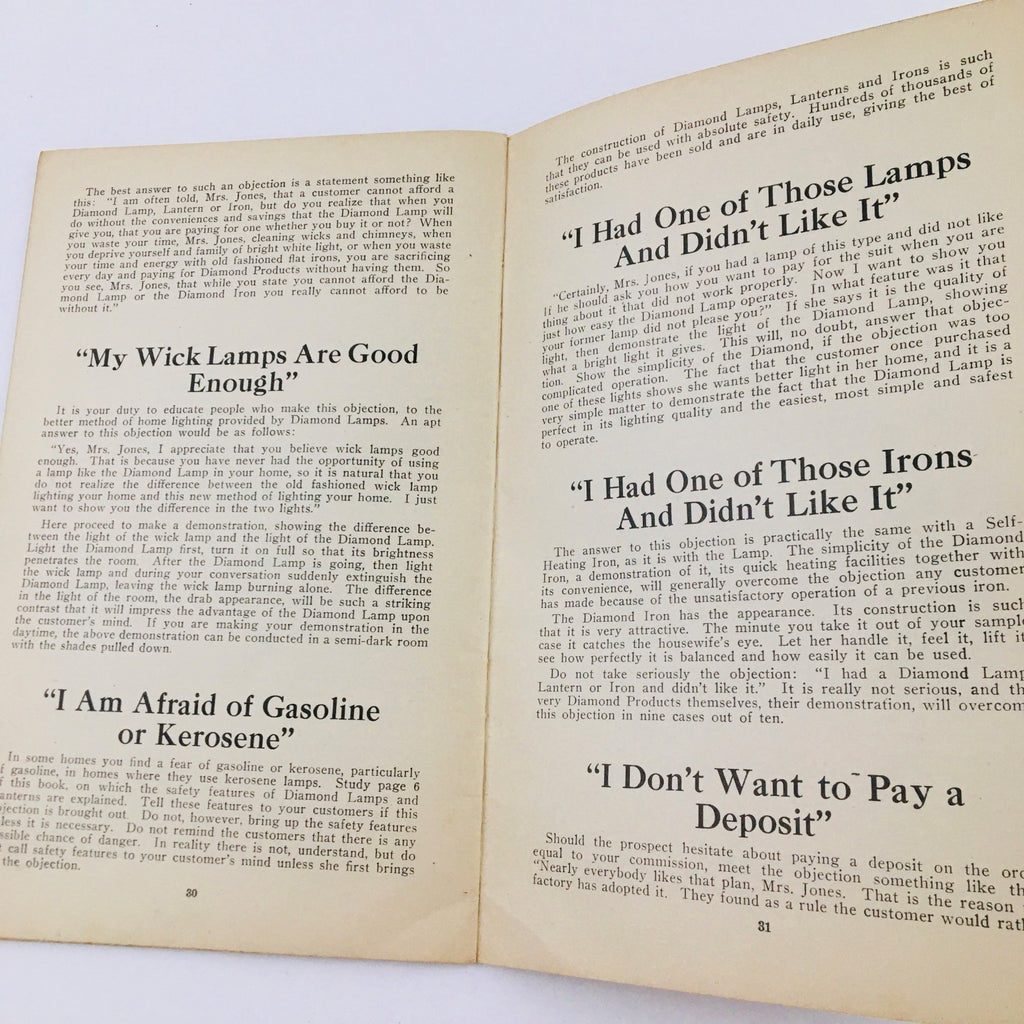 The best answer to such an objection is a statement something like
this: "I am often told, Mrs. Jones, that a customer cannot afford a
Diamond Lamp, Lantern or Iron, but do you realize that when you
do without the conveniences and savings that the Diamond Lamp will
give you, that you are paying for one whether you buy it or not? When
you waste your time, Mrs. Jones, cleaning wicks and chimneys, when
you deprive yourself and family of bright white light, or when you waste
your time and energy with old fashioned flat irons, you are sacrificing
every day and paying for Diamond Products without having them. So
you see, Mrs. Jones, that while you state you cannot afford the Dia-
mond Lamp or the Diamond Iron you really cannot afford to be
without it."
"My Wick Lamps Are Good
Enough"
It is your duty to educate people who make this objection, to the
better method of home lighting provided by Diamond Lamps. An apt
answer to this objection would be as follows:
"Yes, Mrs. Jones, I appreciate that you believe wick lamps good
enough. That is because you have never had the opportunity of using
a lamp like the Diamond Lamp in your home, so it is natural that you
do not realize the difference between the old fashioned wick lamp
lighting your home and this new method of lighting your home. I just
want to show you the difference in the two lights."
Here proceed to make a demonstration, showing the difference be-
tween the light of the wick lamp and the light of the Diamond Lamp.
Light the Diamond Lamp first, turn it on full so that its brightness
penetrates the room. After the Diamond Lamp is going, then light
the wick lamp and during your conversation suddenly extinguish the
Diamond Lamp, leaving the wick lamp burning alone. The difference
in the light of the room, the drab appearance, will be such a striking
contrast that it will impress the advantage of the Diamond Lamp upon
the customer's mind. If you are making your demonstration in the
daytime, the above demonstration can be conducted in a semi-dark room
with the shades pulled down.
"I Am Afraid of Gasoline
or Kerosene"
In some homes you find a fear of gasoline or kerosene, particularly
f gasoline, in homes where they use kerosene lamps. Study page 6
f this book, on which the safety features of Diamond Lamps and
anterns are explained. Tell these features to your customers if this
jection is brought out. Do not, however, bring up the safety features
less it is necessary. Do not remind the customers that there is any
ssible chance of danger. In reality there is not, understand, but do
t call safety features to your customer's mind unless she first brings
the objection.
30
The construction of Diamond Lamps, Lanterns and Irons is such
that they can be used with absolute safety. Hundreds of thousands of
these products have been sold and are in daily use, giving the best of
satisfaction.
"I Had One of Those Lamps
And Didn't Like It"
"Certainly, Mrs. Jones, if you had a lamp of this type and did not like
If he should ask you how you want to pay for the suit when you are
thing about it that did not work properly. Now I want to show you
just how easy the Diamond Lamp operates. In what feature was it that
your former lamp did not please you?" If she says it is the quality of
light, then demonstrate the light of the Diamond Lamp, showing
what a bright light it gives. This will, no doubt, answer that objec-
tion. Show the simplicity of the Diamond, if the objection was too
complicated operation. The fact that the customer once purchased
one of these lights shows she wants better light in her home, and it is a
very simple matter to demonstrate the fact that the Diamond Lamp is
perfect in its lighting quality and the easiest, most simple and safest
to operate.
"I Had One of Those Irons
And Didn't Like It"
The answer to this objection is practically the same with a Self-
Heating Iron, as it is with the Lamp. The simplicity of the Diamond
Iron, a demonstration of it, its quick heating facilities together with
its convenience, will generally overcome the objection any customer
has made because of the unsatisfactory operation of a previous iron.
The Diamond Iron has the appearance. Its construction is such
that it is very attractive. The minute you take it out of your sample
case it catches the housewife's eye. Let her handle it, feel it, lift it
see how perfectly it is balanced and how easily it can be used.
Do not take seriously the objection: "I had a Diamond Lamp
Lantern or Iron and didn't like it." It is really not serious, and th
very Diamond Products themselves, their demonstration, will overcom
this objection in nine cases out of ten.
"I Don't Want to Pay a
Deposit"
Should the prospect hesitate about paying a deposit on the ord
equal to your commission, meet the objection something like th
"Nearly everybody likes that plan, Mrs. Jones. That is the reason
factory has adopted it. They found as a rule the customer would rath
31